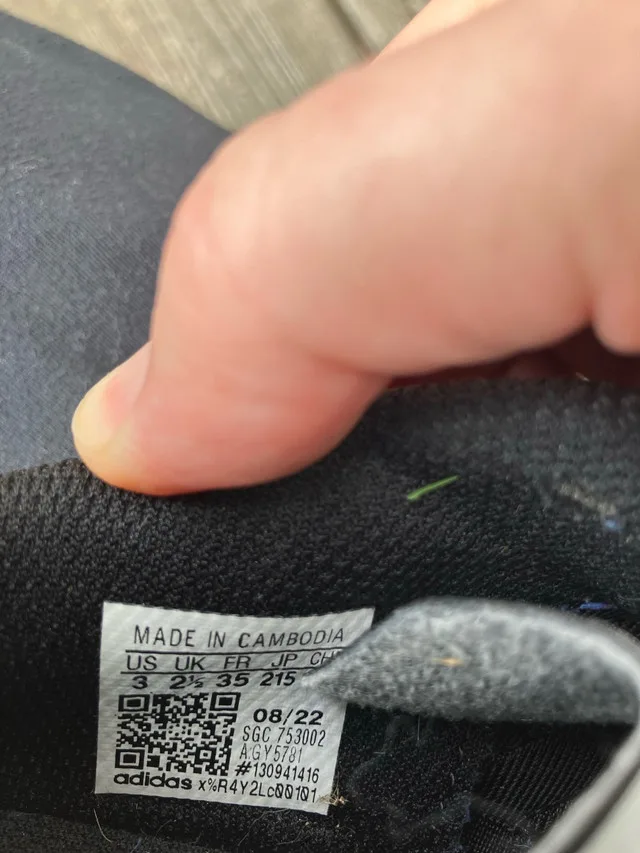 MADE IN CAMBODIA
US UK FR JP
3 2½ 35 215
08/22
SGC 753002
A:GY5781
#130941416
adidas x%R4Y2Lc00101